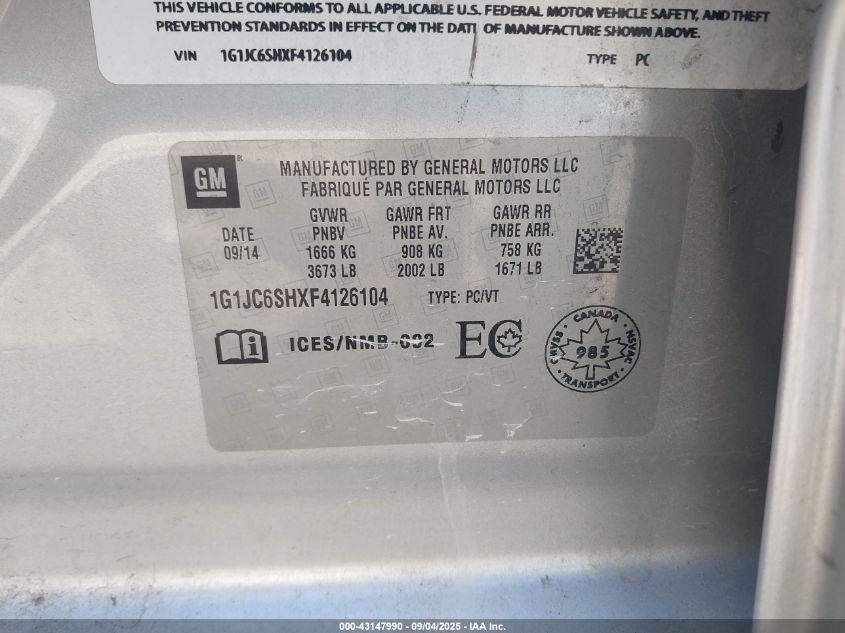 THIS VEHICLE CONFORMS TO ALL APPLICABLE U.S. FEDERAL MOTOR VEHICLE SAFETY, AND THEFT
PREVENTION STANDARDS IN EFFECT ON THE DATE OF MANUFACTURE SHOWN ABOVE.
VIN 1G1JC6SHXF4126104 TYPE PC
GM ® MANUFACTURED BY GENERAL MOTORS LLC
FABRIQUÉ PAR GENERAL MOTORS LLC
GVWR GAWR FRT GAWR RR
DATE PNBV PNBE AV. PNBE ARR.
09/14 1666 KG 908 KG 758 KG
3673 LB 2002 LB 1671 LB
1G1JC6SHXF4126104 TYPE: PC/VT
i ICES/NMB-002 EC
CANADA
CMVSS 985 NSVAC
TRANSPORT
000-43147990 - 09/04/2025 - IAA Inc.